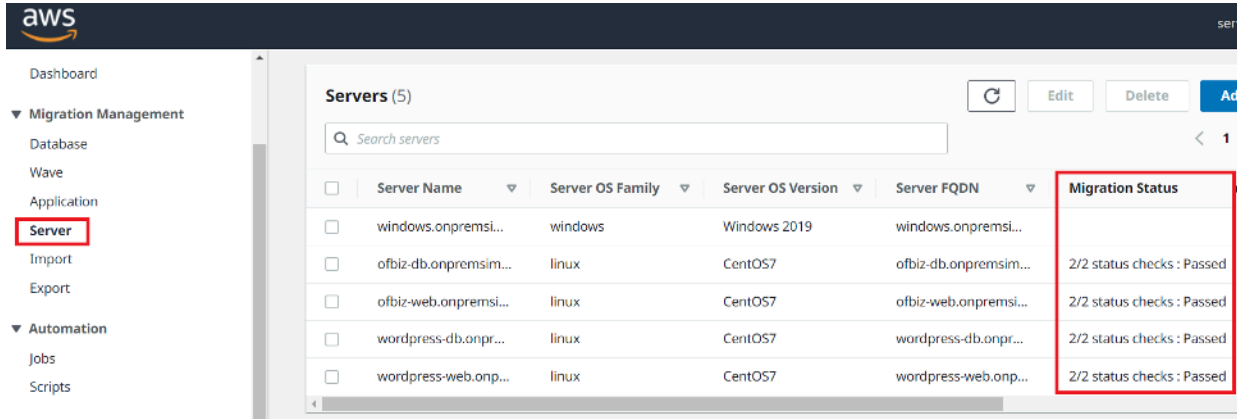 aws
ser
Dashboard
Migration Management
Database
Wave
Application
Server
Import
Export
Automation
Jobs
Scripts
Servers (5)
Edit
Delete
Ad
Search servers
1
Server Name Server OS Family Server OS Version Server FQDN Migration Status
windows.onpremsi... windows Windows 2019 windows.onpremsi...
ofbiz-db.onpremsim... linux CentOS7 ofbiz-db.onpremsim... 2/2 status checks : Passed
ofbiz-web.onpremsi... linux CentOS7 ofbiz-web.onpremsi... 2/2 status checks : Passed
wordpress-db.onpr... linux CentOS7 wordpress-db.onpr... 2/2 status checks : Passed
wordpress-web.onp... linux CentOS7 wordpress-web.onp... 2/2 status checks : Passed